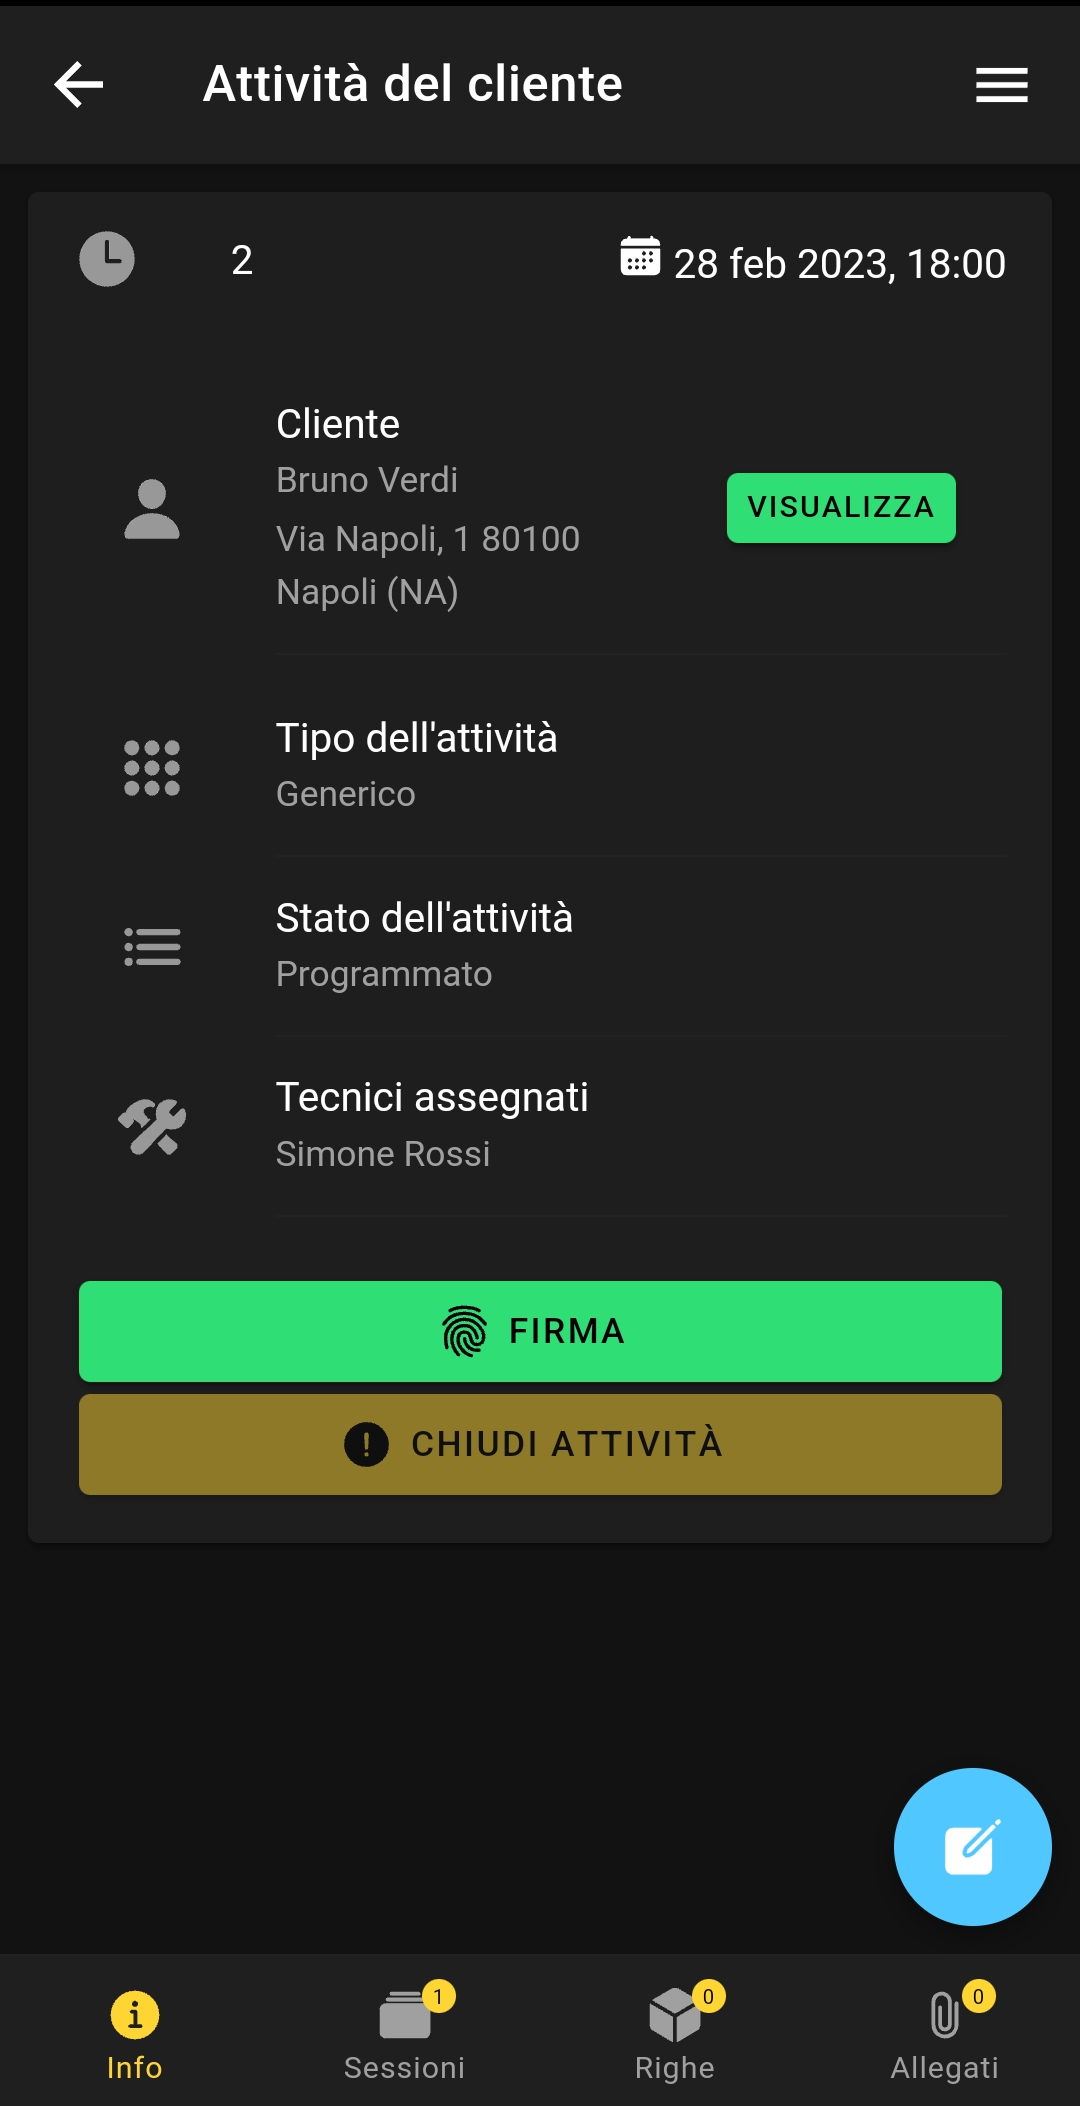 Attività del cliente
2
28 feb 2023, 18:00
Cliente
Bruno Verdi
Via Napoli, 1 80100
Napoli (NA)
VISUALIZZA
Tipo dell'attività
Generico
Stato dell'attività
Programmato
Tecnici assegnati
Simone Rossi
FIRMA
CHIUDI ATTIVITÀ
1
0
0
Info
Sessioni
Righe
Allegati